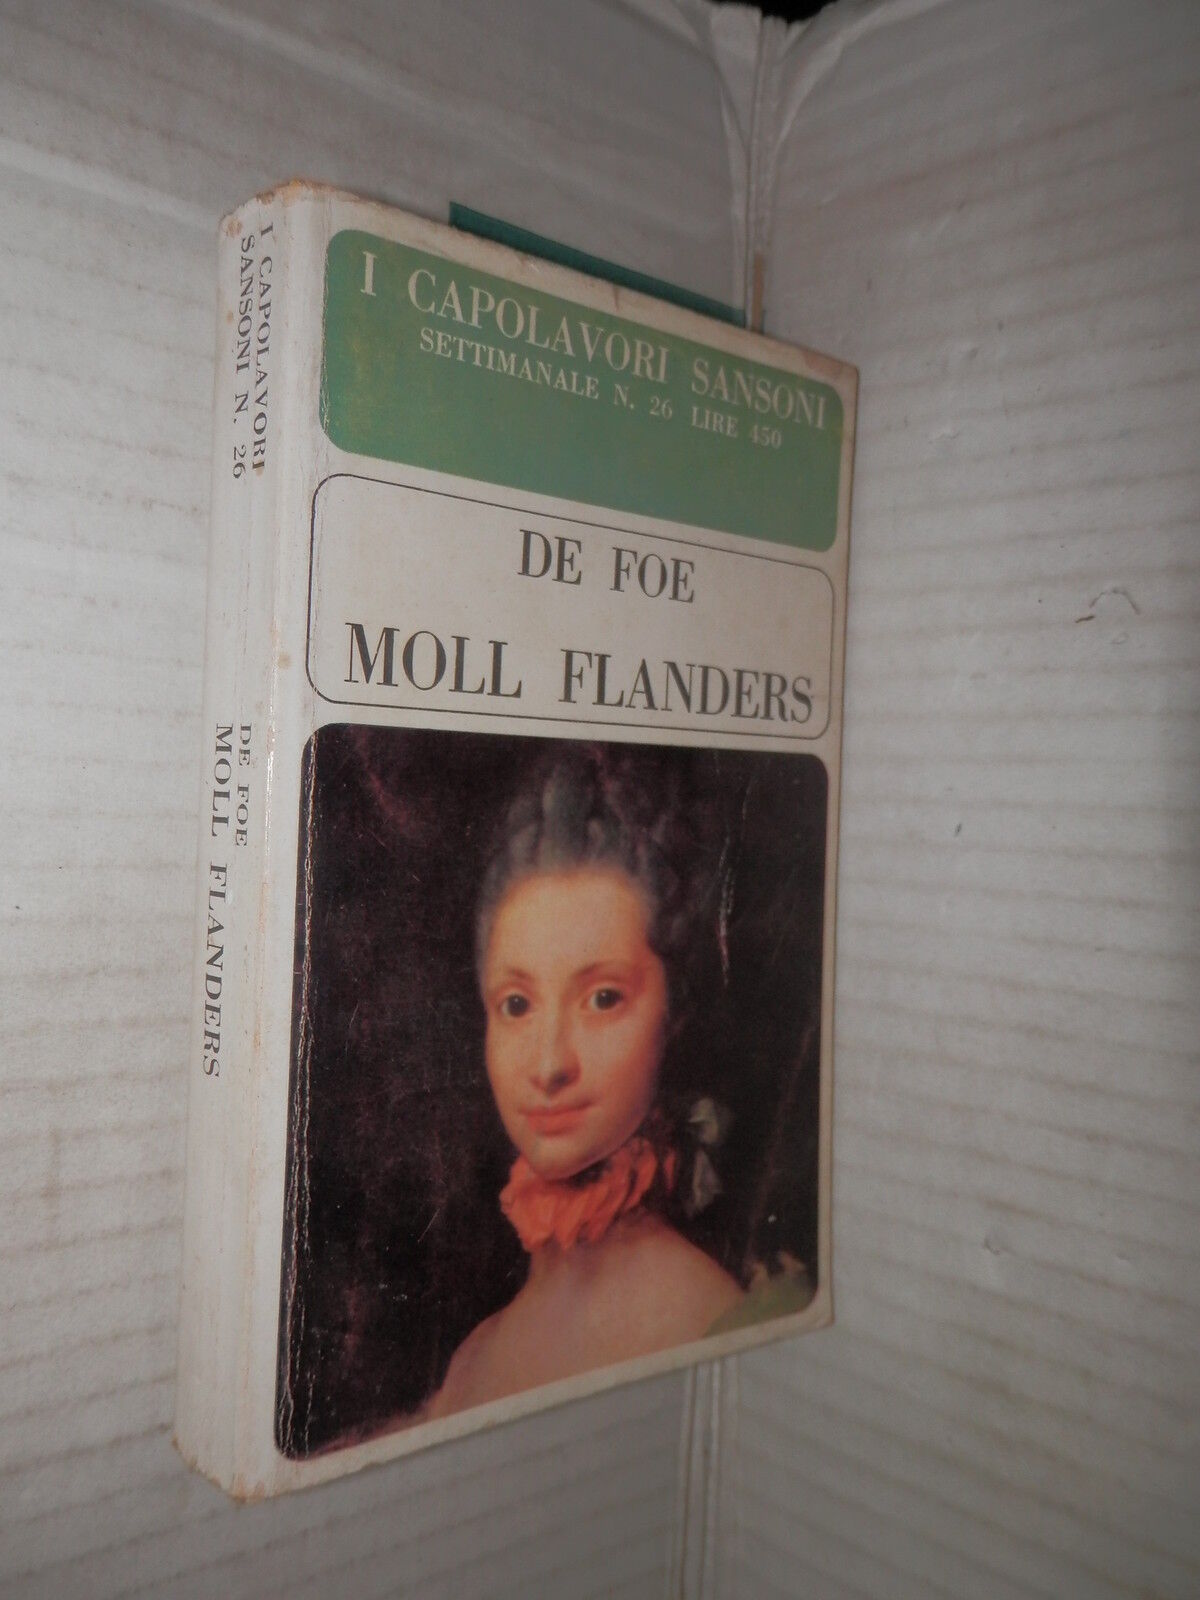 I CAPOLAVORI SANSONI
SETTIMANALE N. 26 LIRE 450
DE FOE
MOLL FLANDERS
I CAPOLAVORI
SANSONI N. 26
DE FOE
MOLL FLANDERS